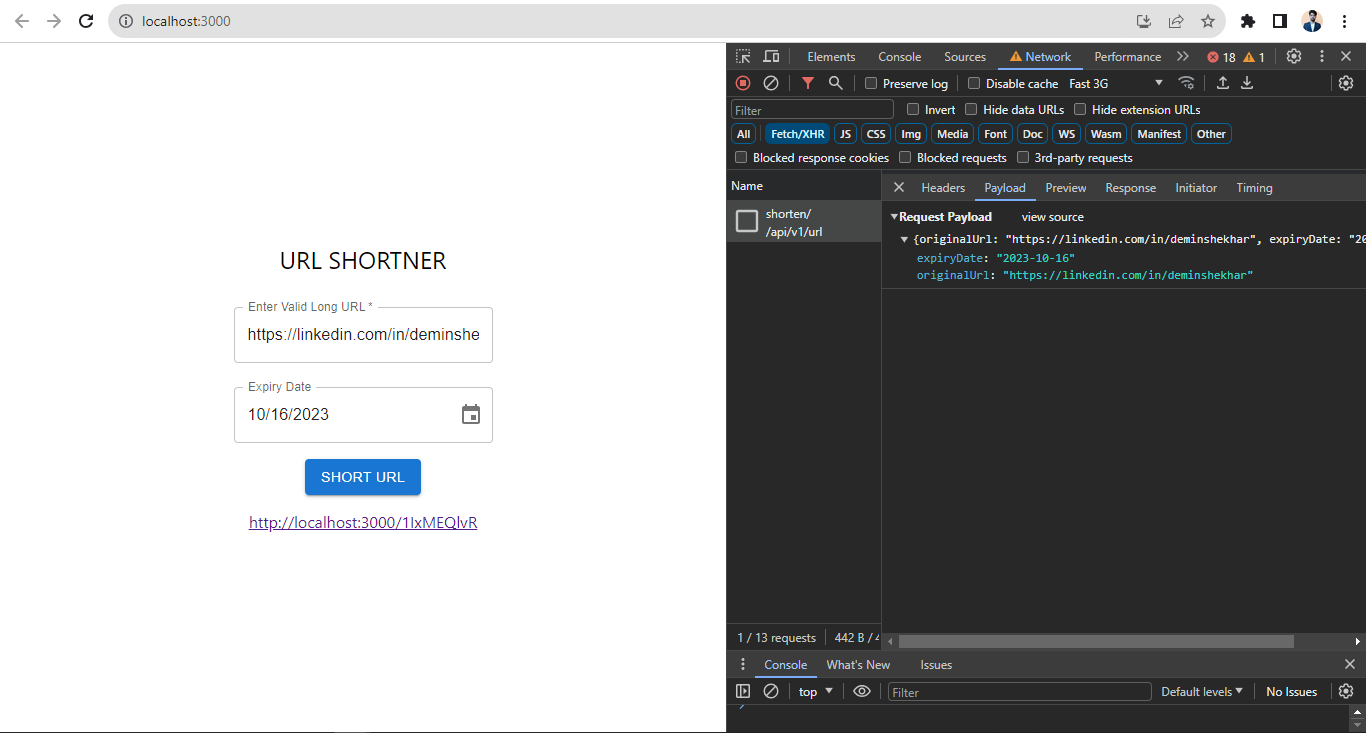 localhost:3000
URL SHORTNER
Enter Valid Long URL *
https://linkedin.com/in/deminshe
Expiry Date
10/16/2023
SHORT URL
http://localhost:3000/1IxMEQlvR
Elements Console Sources Network Performance 18 1
Preserve log Disable cache Fast 3G
Filter Invert Hide data URLs Hide extension URLs
All Fetch/XHR JS CSS Img Media Font Doc WS Wasm Manifest Other
Blocked response cookies Blocked requests 3rd-party requests
Name
shorten/
/api/v1/url
Headers Payload Preview Response Initiator Timing
Request Payload view source
{originalUrl: "https://linkedin.com/in/deminshekhar", expiryDate: "20
expiryDate: "2023-10-16"
originalUrl: "https://linkedin.com/in/deminshekhar"
1 / 13 requests 442 B / 4
Console What's New Issues
top Filter Default levels No Issues